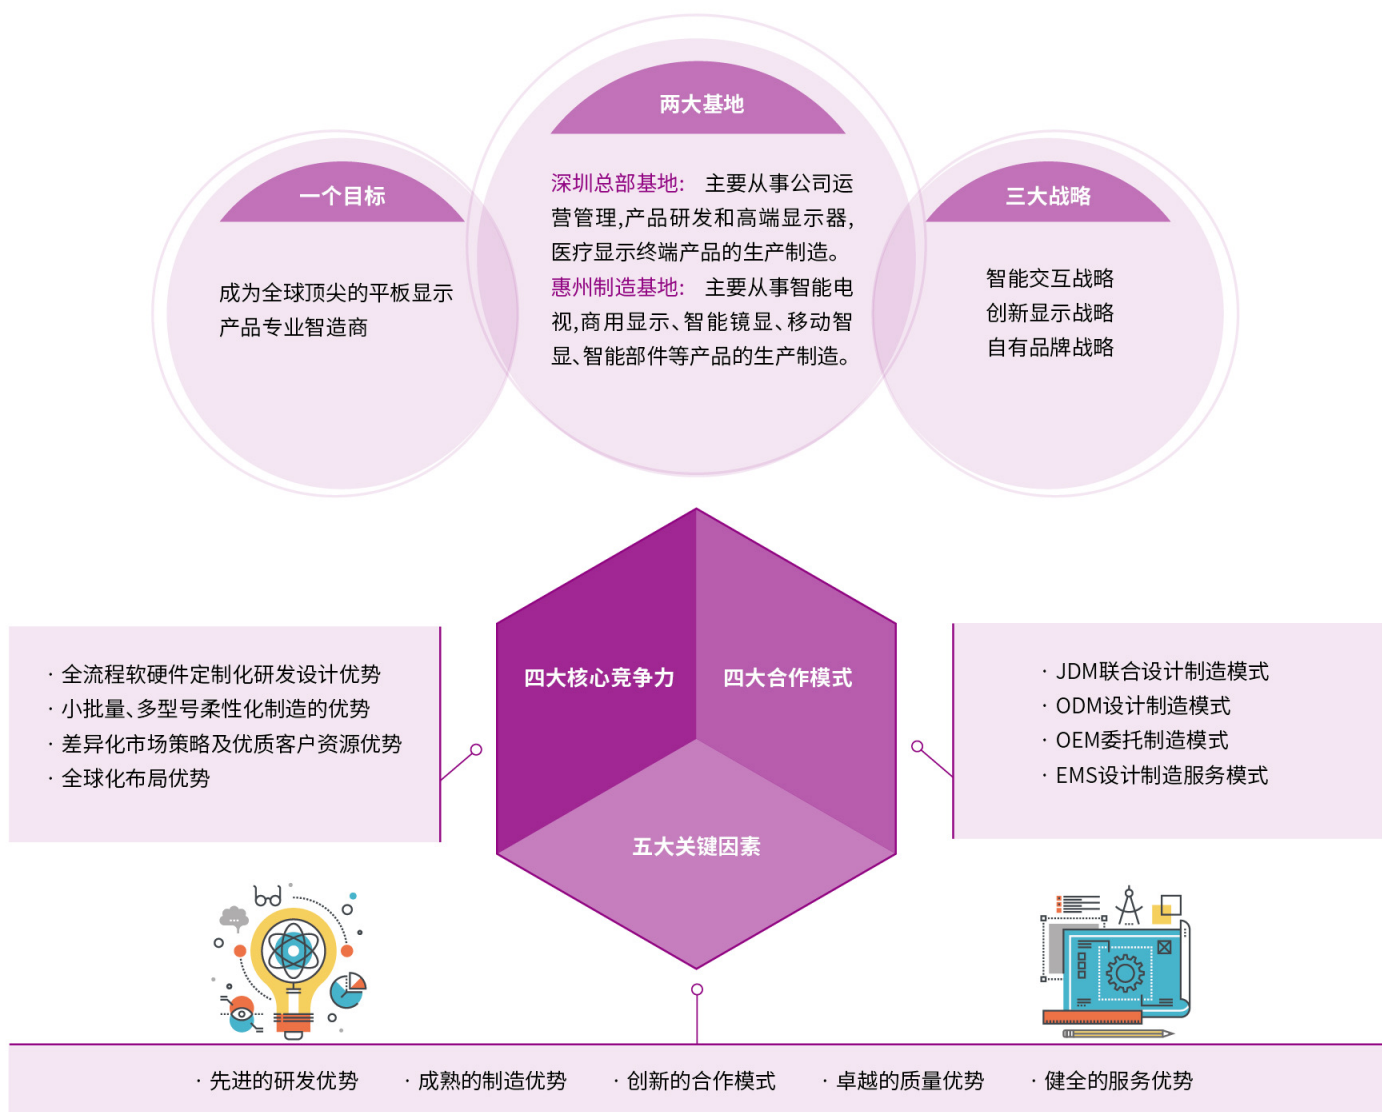 一个目标
成为全球顶尖的平板显示
产品专业智造商
两大基地
深圳总部基地: 主要从事公司运
营管理,产品研发和高端显示器,
医疗显示终端产品的生产制造。
惠州制造基地: 主要从事智能电
视,商用显示、智能镜显、移动智
显、智能部件等产品的生产制造。
三大战略
智能交互战略
创新显示战略
自有品牌战略
四大核心竞争力
· 全流程软硬件定制化研发设计优势
· 小批量、多型号柔性化制造的优势
· 差异化市场策略及优质客户资源优势
· 全球化布局优势
四大合作模式
· JDM联合设计制造模式
· ODM设计制造模式
· OEM委托制造模式
· EMS设计制造服务模式
五大关键因素
· 先进的研发优势 · 成熟的制造优势 · 创新的合作模式 · 卓越的质量优势 · 健全的服务优势